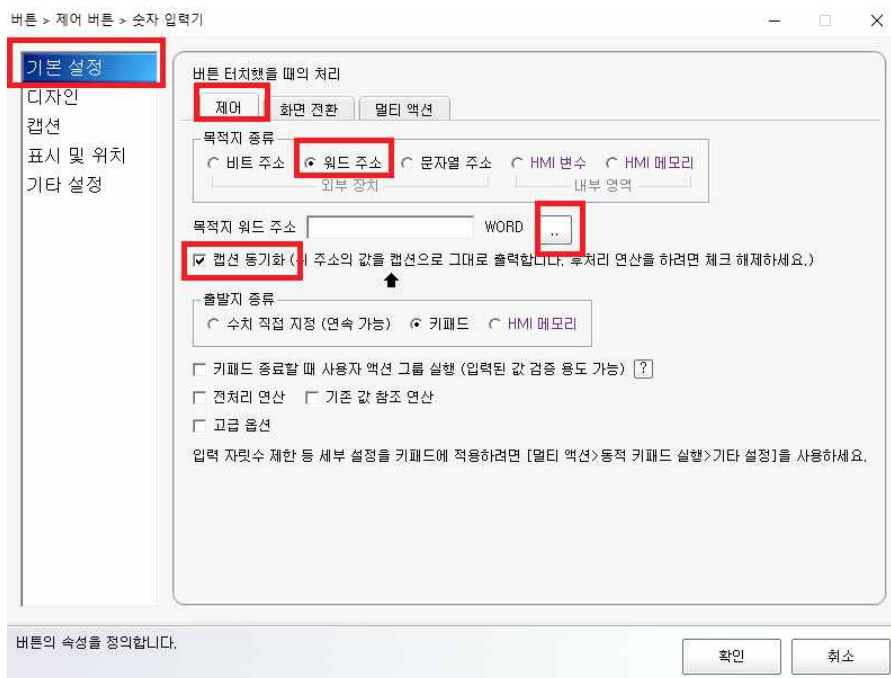 버튼 > 제어 버튼 > 숫자 입력기
기본 설정
디자인
캡션
표시 및 위치
기타 설정
버튼 터치했을 때의 처리
제어 화면 전환 멀티 액션
목적지 종류
비트 주소 워드 주소 문자열 주소 HMI 변수 HMI 메모리
외부 장치 내부 영역
목적지 워드 주소 WORD ..
캡션 동기화 ( 주소의 값을 캡션으로 그대로 출력합니다. 후처리 연산을 하려면 체크 해제하세요.)
출발지 종류
수치 직접 지정 (연속 가능) 키패드 HMI 메모리
키패드 종료할 때 사용자 액션 그룹 실행 (입력된 값 검증 용도 가능) ?
전처리 연산 기존 값 참조 연산
고급 옵션
입력 자릿수 제한 등 세부 설정을 키패드에 적용하려면 [멀티 액션>동적 키패드 실행>기타 설정]을 사용하세요.
버튼의 속성을 정의합니다.
확인 취소